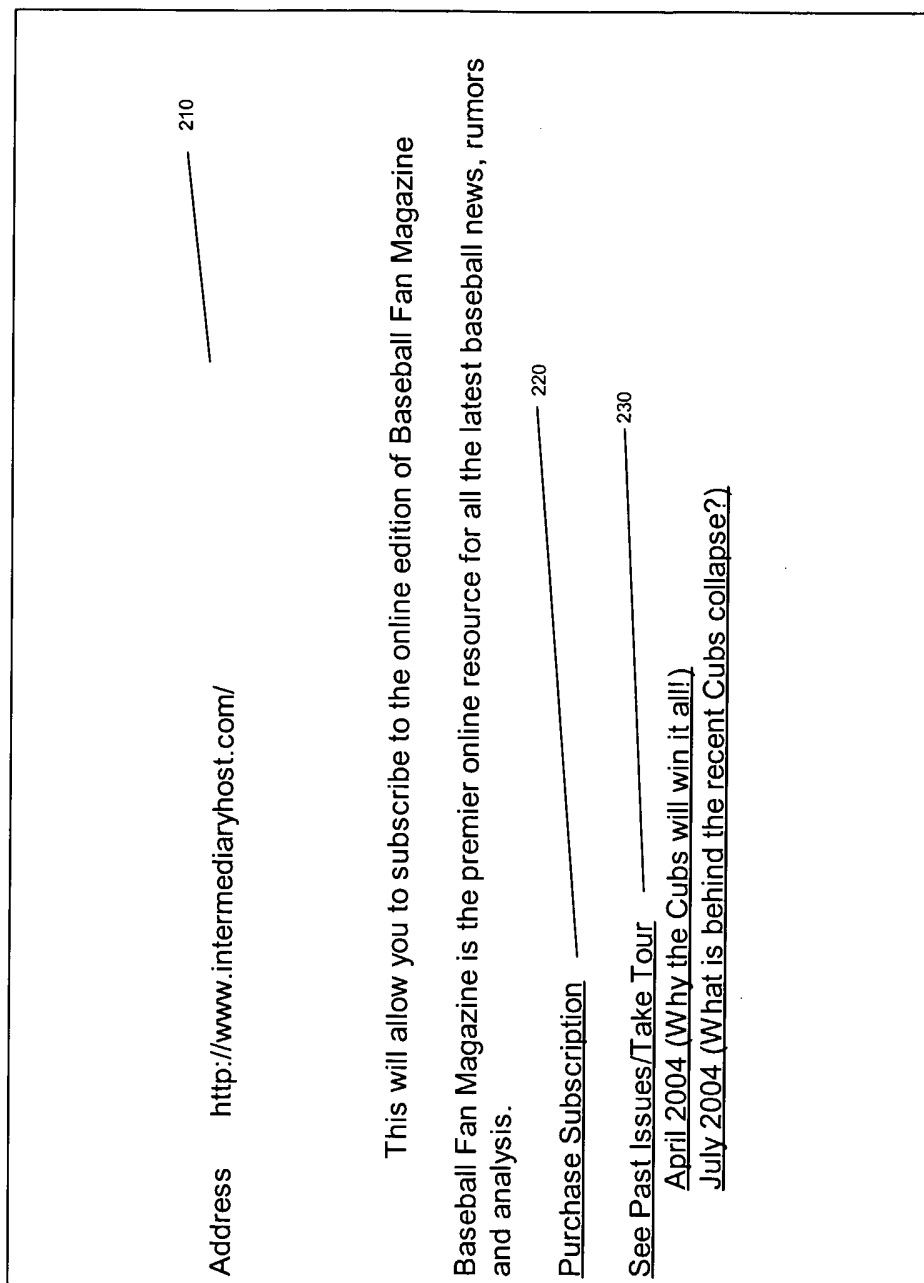 210
Address http://www.intermediaryhost.com/
This will allow you to subscribe to the online edition of Baseball Fan Magazine
Baseball Fan Magazine is the premier online resource for all the latest baseball news, rumors
and analysis.
Purchase Subscription 220
See Past Issues/Take Tour 230
April 2004 (Why the Cubs will win it all!)
July 2004 (What is behind the recent Cubs collapse?)